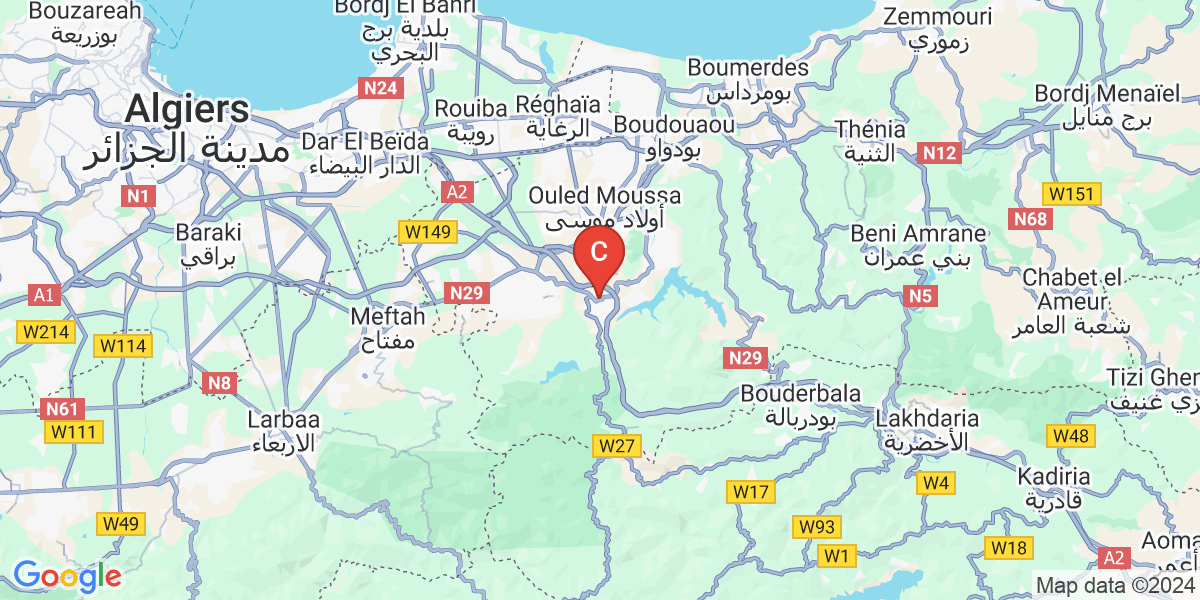 Bouzareah
بوزريعة
Bordj El Bahri
بلدية برج
البحري
Zemmouri
زموري
Algiers
مدينة الجزائر
N24
Rouiba
رويبة
Réghaïa
الرغاية
Boumerdes
بومرداس
Bordj Menaïel
برج منايل
Dar El Beïda
الدار البيضاء
Boudouaou
بودواو
Thénia
الثنية
N12
N1
A2
Ouled Moussa
أولاد موسى
W151
N68
Baraki
براقي
W149
C
Beni Amrane
بني عمران
A1
N29
N5
Chabet el
Ameur
شعبة العامر
W214
W114
Meftah
مفتاح
N29
N8
Bouderbala
بودربالة
Tizi Ghen
زي غنيف
N61
W111
Larbaa
الاربعاء
W27
Lakhdaria
الأخضرية
W48
W49
W17
W4
Kadiria
قادرية
W93
W1
W18
A2
Aoma
أعمر
Google
Map data ©2024